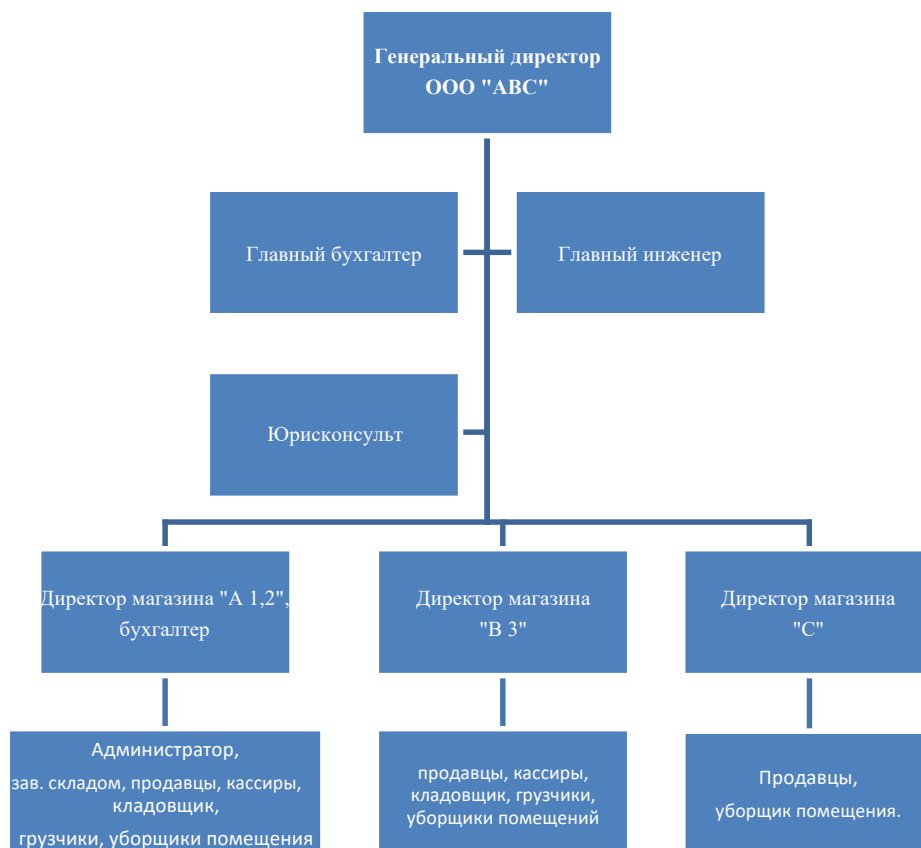 Генеральный директор
ООО "АВС"
Главный бухгалтер
Главный инженер
Юрисконсульт
Директор магазина "А 1,2",
бухгалтер
Директор магазина
"В 3"
Директор магазина
"С"
Администратор,
зав. складом, продавцы, кассиры,
кладовщик,
грузчики, уборщики помещения
продавцы, кассиры,
кладовщик, грузчики,
уборщики помещений
Продавцы,
уборщик помещения.